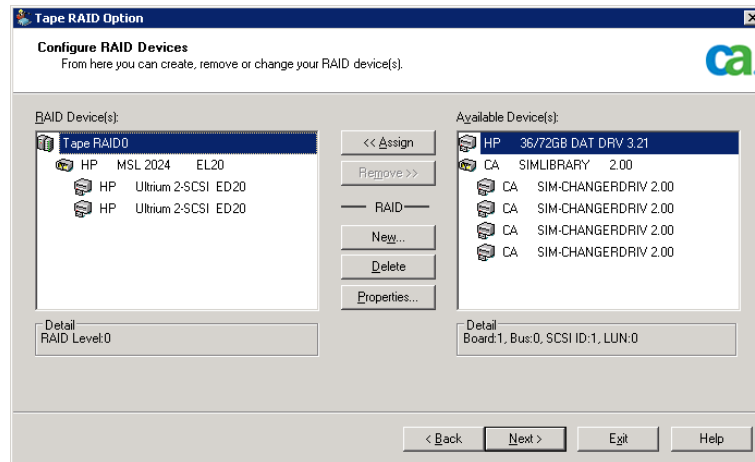 Tape RAID Option
Configure RAID Devices
From here you can create, remove or change your RAID device(s).
ca
RAID Device(s):
Tape RAID0
HP MSL 2024 EL20
HP Ultrium 2-SCSI ED20
HP Ultrium 2-SCSI ED20
Detail
RAID Level:0
<< Assign
Remove >>
RAID
New...
Delete
Properties...
Available Device(s):
HP 36/72GB DAT DRV 3.21
CA SIMLIBRARY 2.00
CA SIM-CHANGERDRIV 2.00
CA SIM-CHANGERDRIV 2.00
CA SIM-CHANGERDRIV 2.00
CA SIM-CHANGERDRIV 2.00
Detail
Board:1, Bus:0, SCSI ID:1, LUN:0
< Back
Next >
Exit
Help